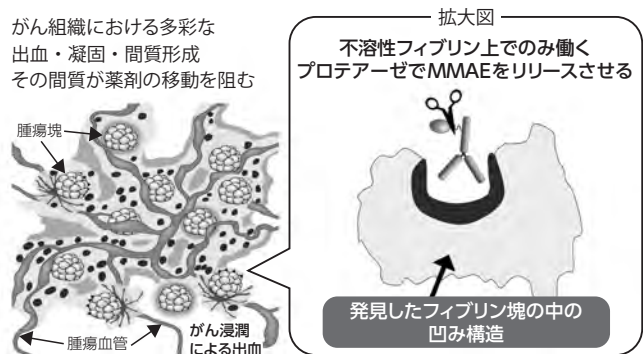 がん組織における多彩な
出血・凝固・間質形成
その間質が薬剤の移動を阻む
腫瘍塊
腫瘍血管
がん浸潤
による出血
拡大図
不溶性フィブリン上でのみ働く
プロテアーゼでMMAEをリリースさせる
発見したフィブリン塊の中の
凹み構造